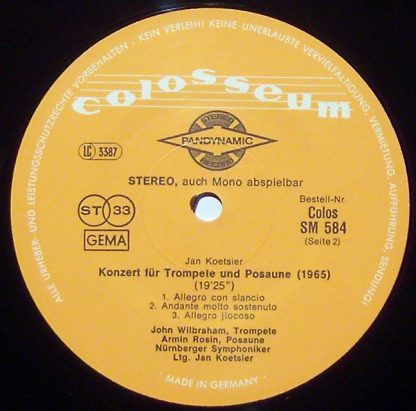 ALLE URHEBER- UND LEISTUNGSSCHUTZRECHTE VORBEHALTEN - KEIN VERLEIH! KEINE UNERLAUBTE VERVIELFÄLTIGUNG, VERMIETUNG, AUFFÜHRUNG, SENDUNG!
Colosseum
STEREO
PANDYNAMIC
RECORD
LC 3387
STEREO, auch Mono abspielbar
ST 33
GEMA
Bestell-Nr.
Colos
SM 584
(Seite 2)
Jan Koetsier
Konzert für Trompete und Posaune (1965)
(19'25")
1. Allegro con slancio
2. Andante molto sostenuto
3. Allegro jiocoso
John Wilbraham, Trompete
Armin Rosin, Posaune
Nürnberger Symphoniker
Ltg. Jan Koetsier
· MADE IN GERMANY ·